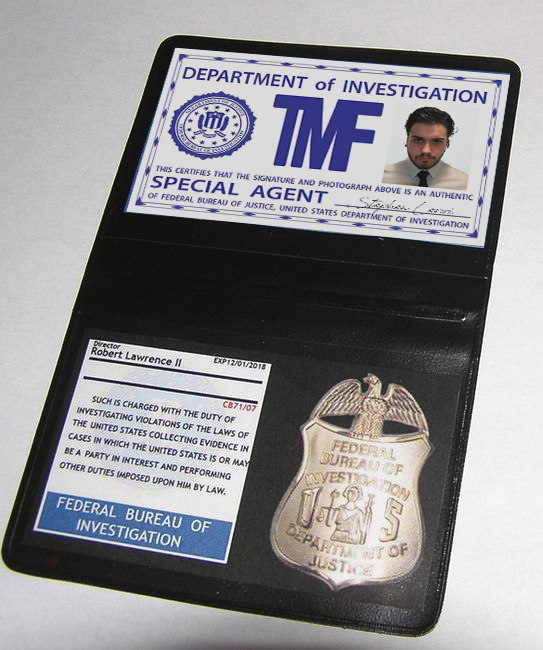 DEPARTMENT of INVESTIGATION
TMF
THIS CERTIFIES THAT THE SIGNATURE AND PHOTOGRAPH ABOVE IS AN AUTHENTIC
SPECIAL AGENT
OF FEDERAL BUREAU OF JUSTICE, UNITED STATES DEPARTMENT OF INVESTIGATION
Director
Robert Lawrence II
EXP12/01/2018
CB71/07
SUCH IS CHARGED WITH THE DUTY OF
INVESTIGATING VIOLATIONS OF THE LAWS OF
THE UNITED STATES COLLECTING EVIDENCE IN
CASES IN WHICH THE UNITED STATES IS OR MAY
BE A PARTY IN INTEREST AND PERFORMING
OTHER DUTIES IMPOSED UPON HIM BY LAW.
FEDERAL BUREAU OF
INVESTIGATION
FEDERAL
BUREAU OF
INVESTIGATION
U S
DEPARTMENT OF
JUSTICE